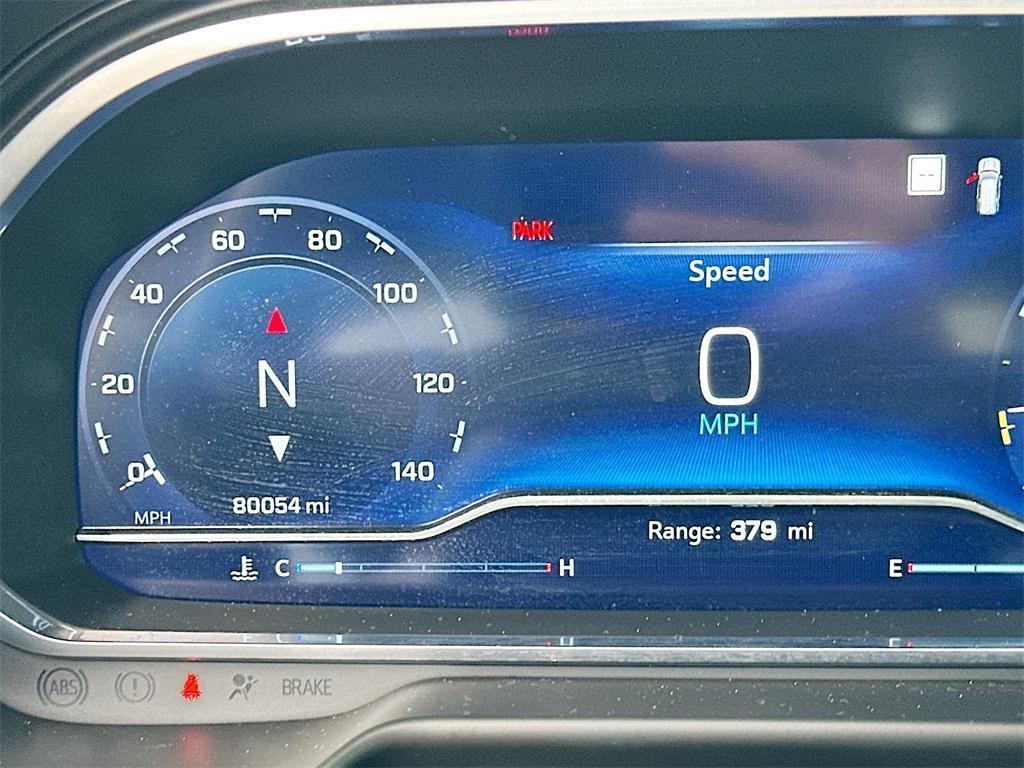 --
PARK
Speed
60 80
40 100
N
20 120
0 140
0
MPH
80054 mi
MPH
Range: 379 mi
C H
E
ABS
!
BRAKE